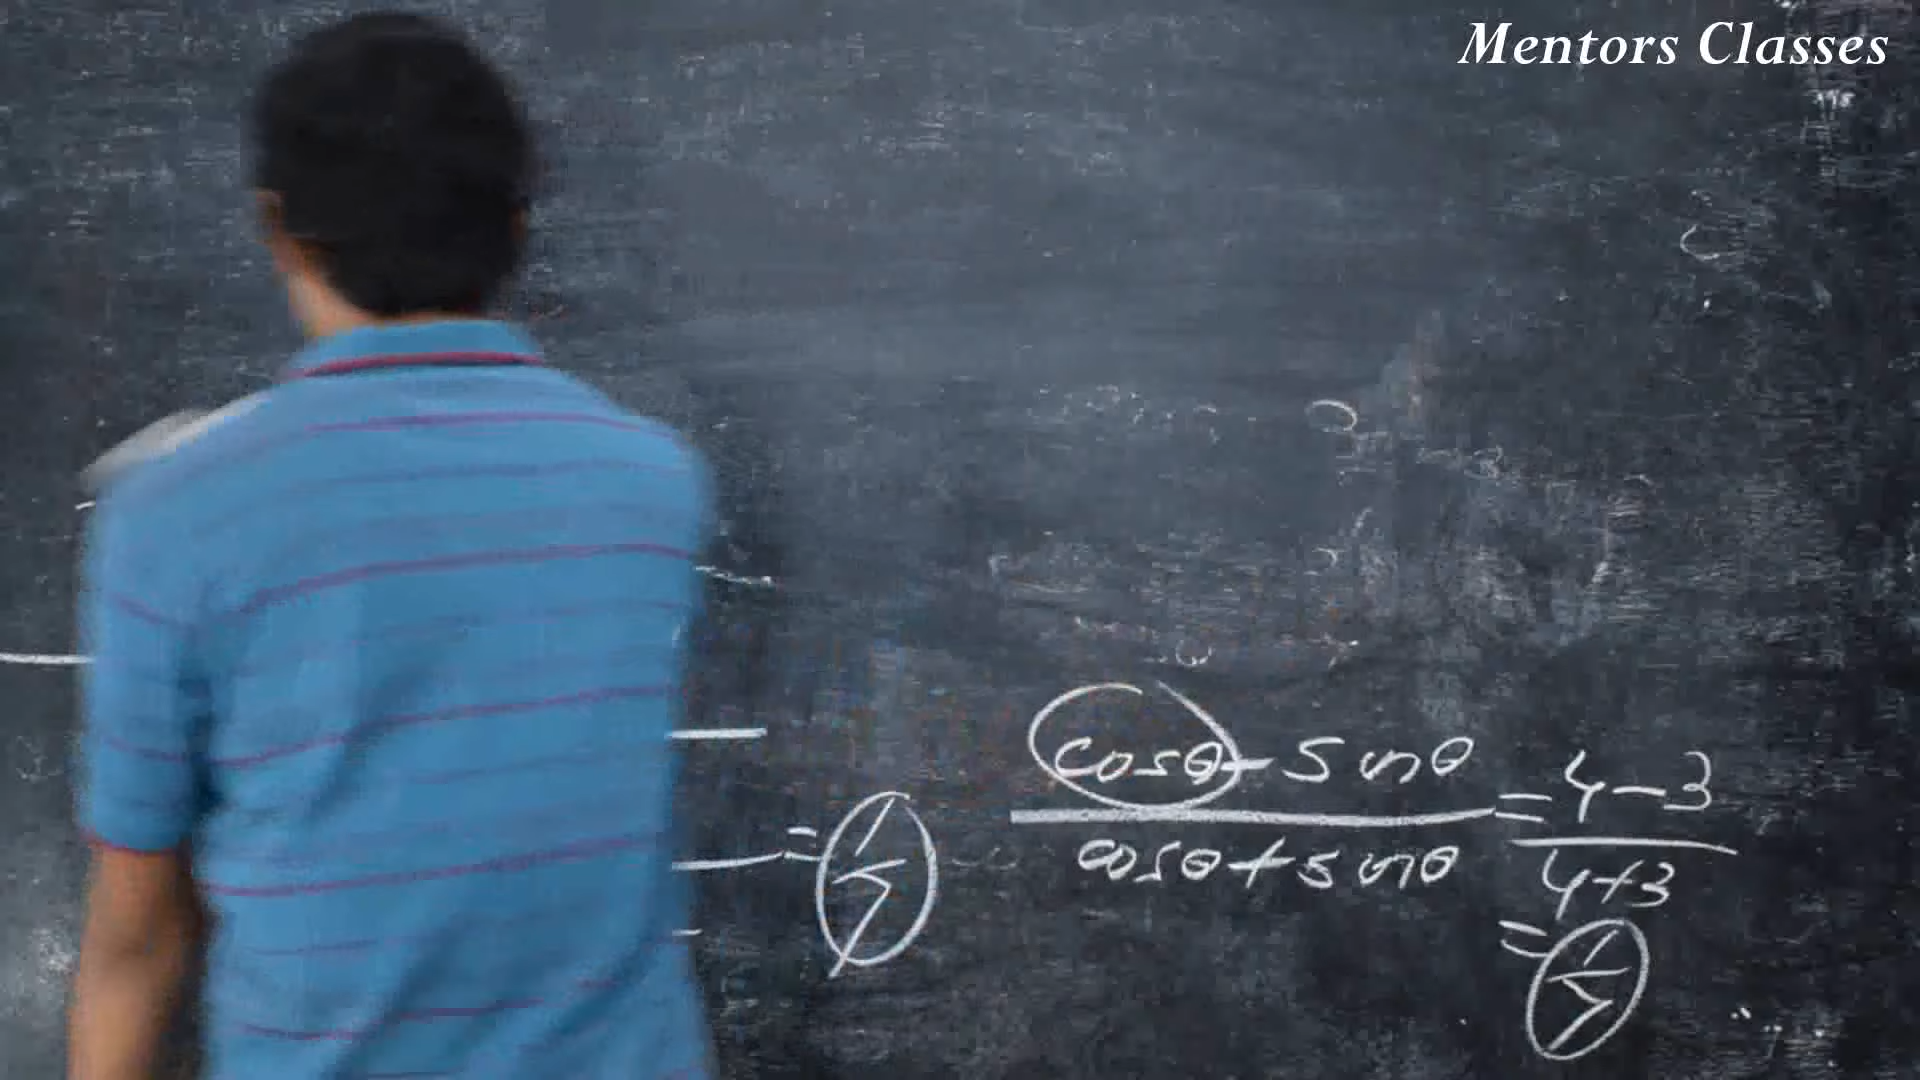 Mentors Classes
cosθ - sinθ = 4-3
cosθ + sinθ 4+3
= 1/7
= 1/7